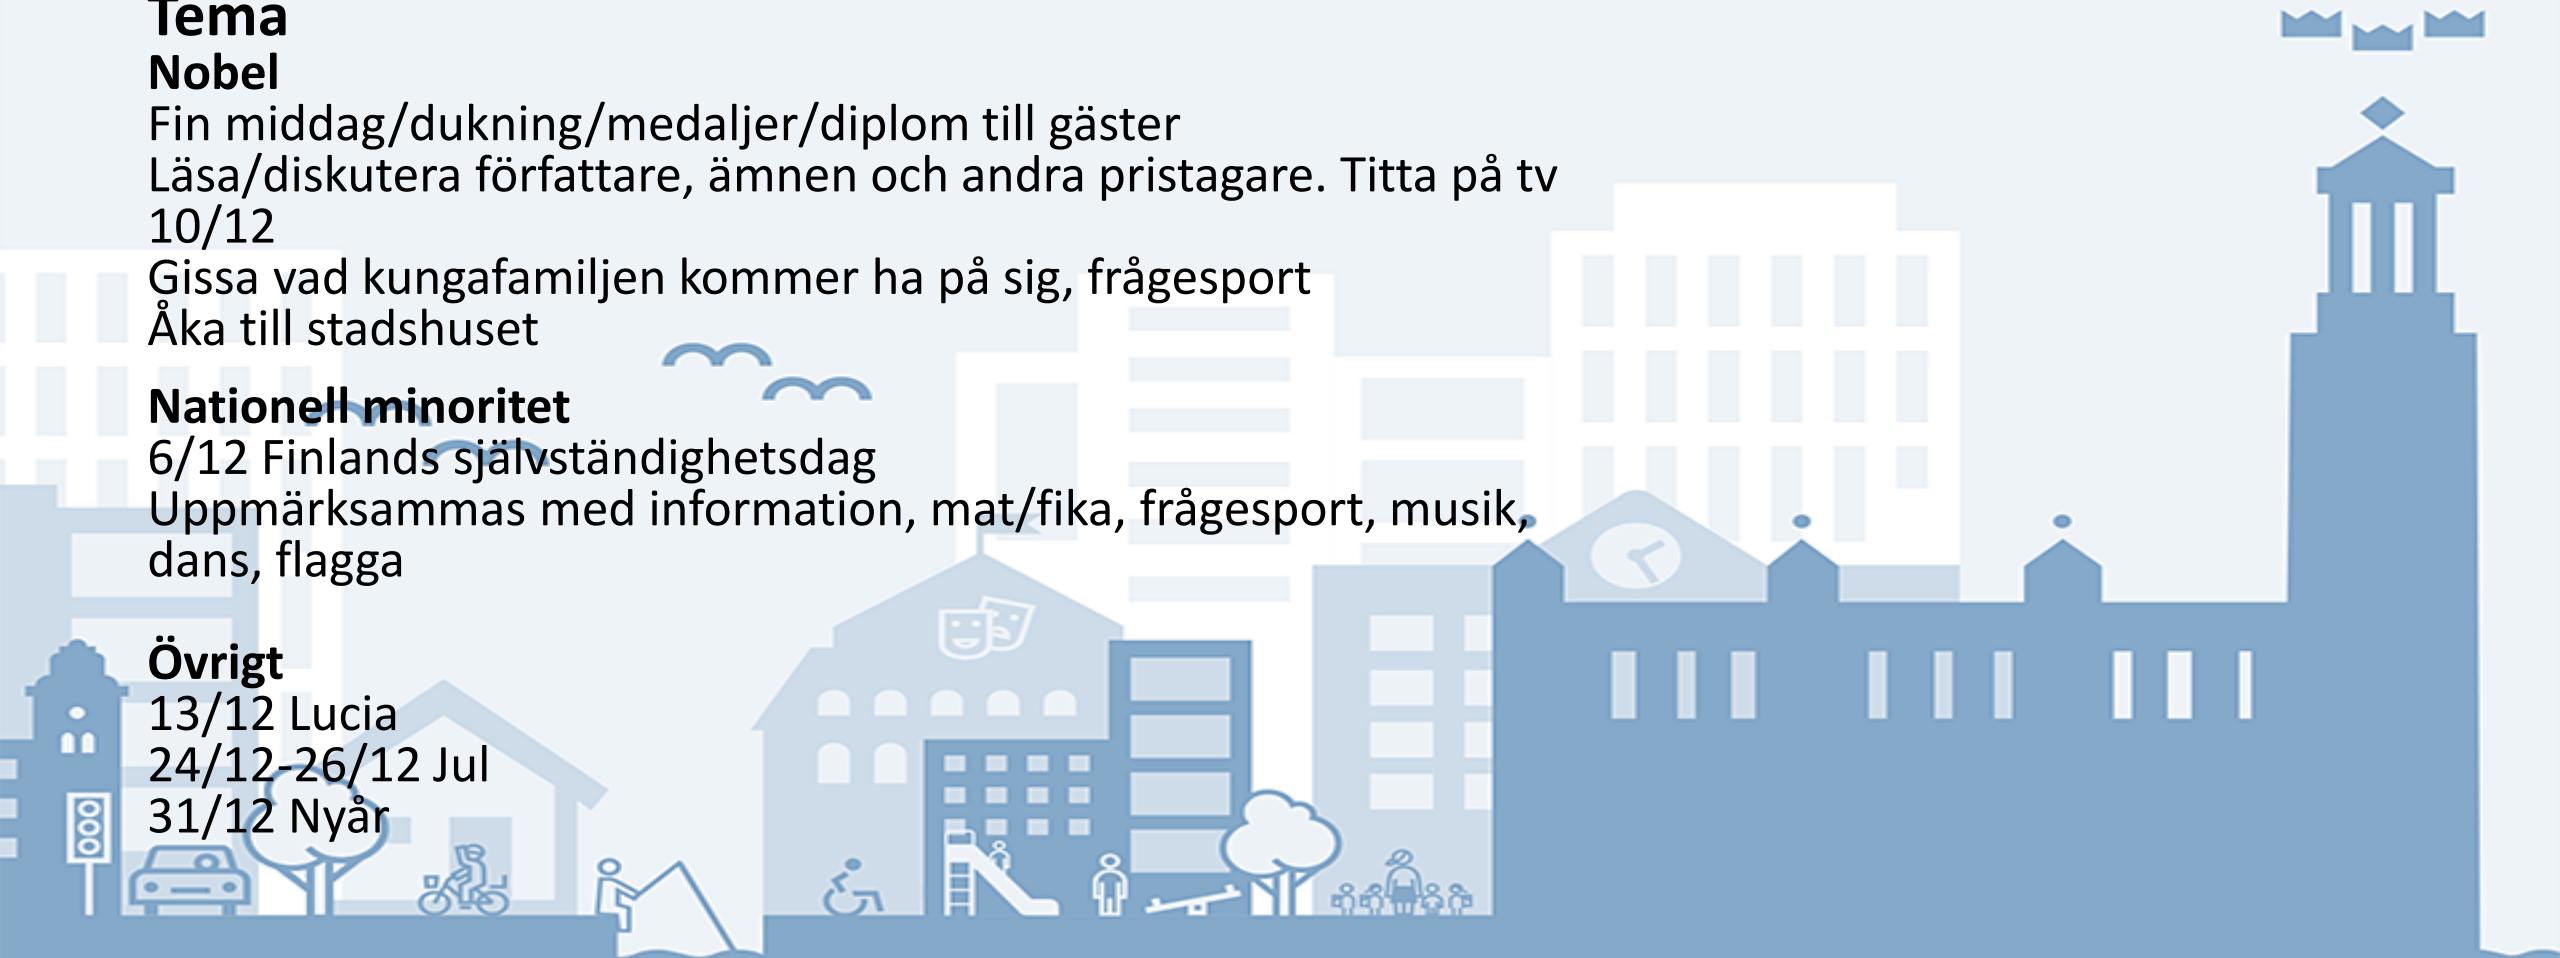 Tema
Nobel
Fin middag/dukning/medaljer/diplom till gäster
Läsa/diskutera författare, ämnen och andra pristagare. Titta på tv
10/12
Gissa vad kungafamiljen kommer ha på sig, frågesport
Åka till stadshuset
Nationell minoritet
6/12 Finlands självständighetsdag
Uppmärksammas med information, mat/fika, frågesport, musik,
dans, flagga
Övrigt
13/12 Lucia
24/12-26/12 Jul
31/12 Nyår